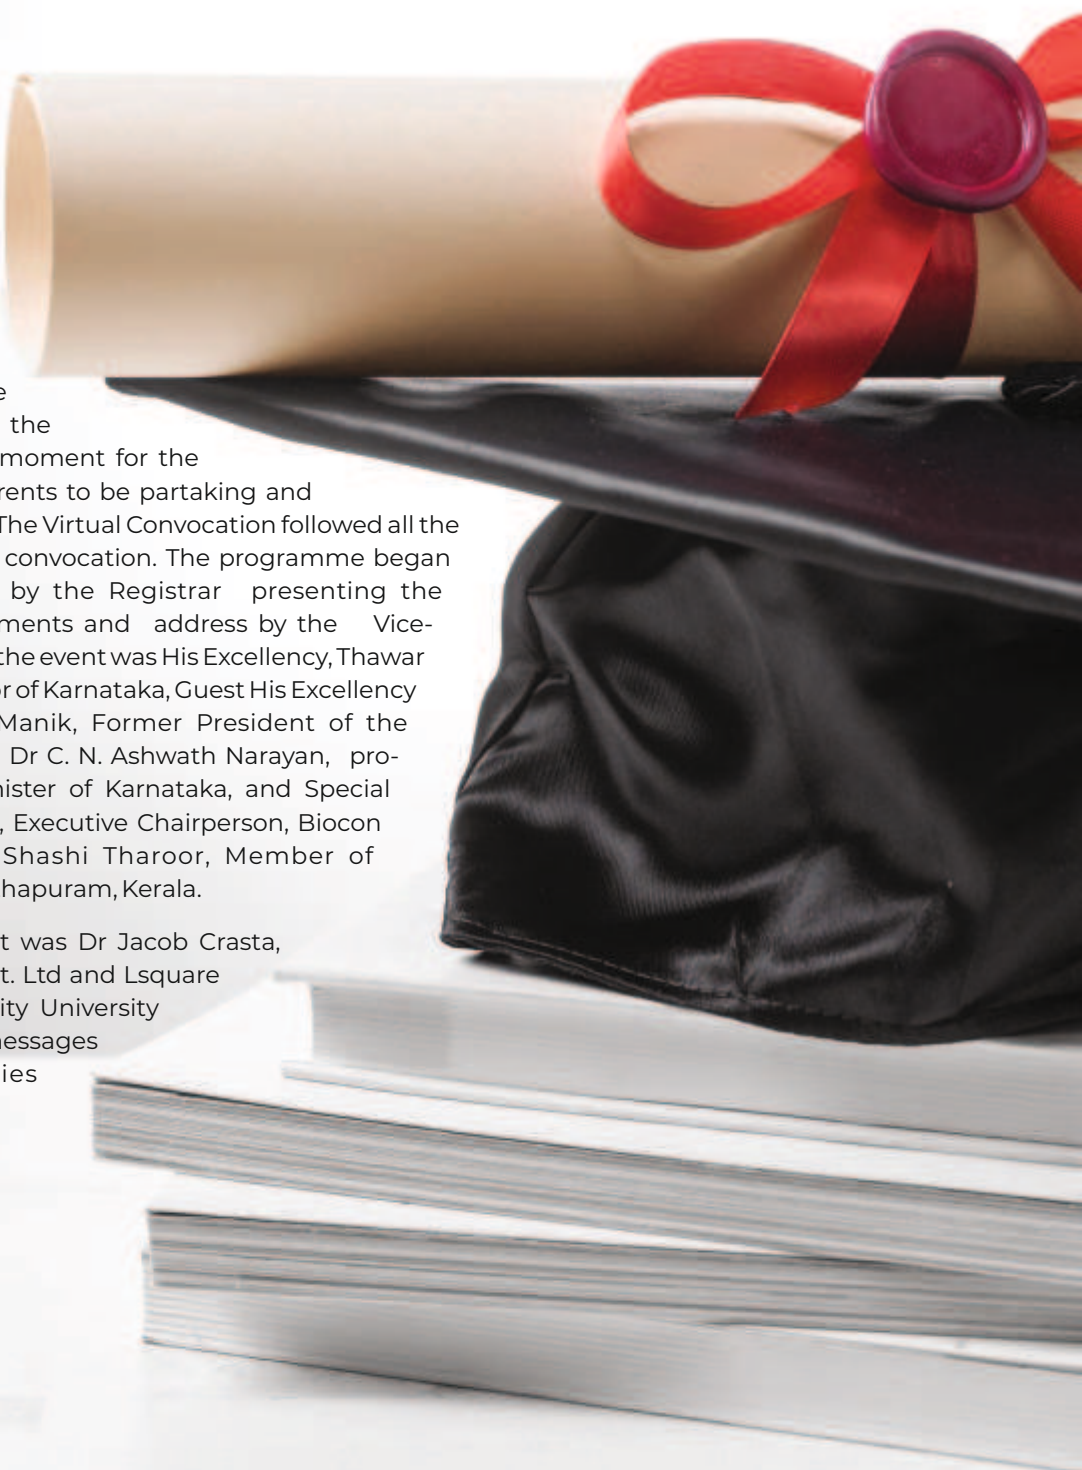 e
the
moment for the
rents to be partaking and
The Virtual Convocation followed all the
convocation. The programme began
by the Registrar presenting the
ments and address by the Vice-
the event was His Excellency, Thawar
or of Karnataka, Guest His Excellency
Manik, Former President of the
Dr C. N. Ashwath Narayan, pro-
nister of Karnataka, and Special
, Executive Chairperson, Biocon
Shashi Tharoor, Member of
hapuram, Kerala.
t was Dr Jacob Crasta,
t. Ltd and Lsquare
ity University
nessages
ies